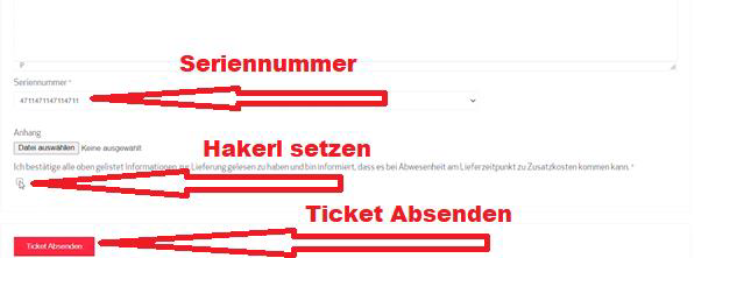 P
Seriennummer
Seriennummer *
4711471147114711
Anhang
Datei auswählen Keine ausgewählt
Hakerl setzen
Ich bestätige alle oben gelistet Informationen zur Lieferung gelesen zu haben und bin informiert, dass es bei Abwesenheit am Lieferzeitpunkt zu Zusatzkosten kommen kann. *
Ticket Absenden
Ticket Absenden